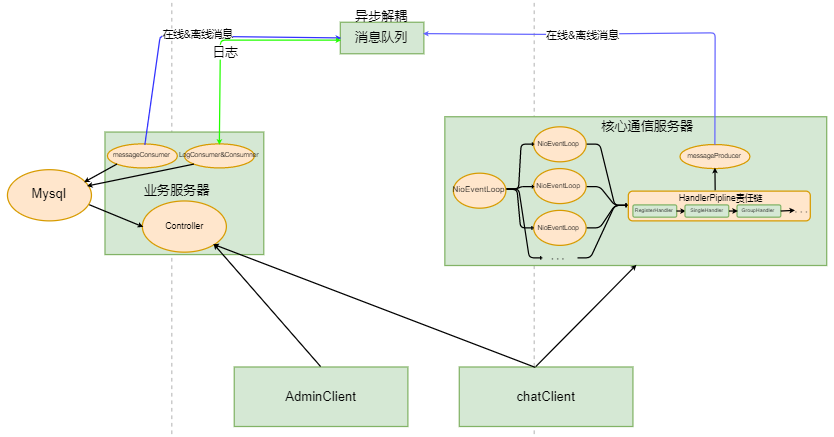 异步解耦
消息队列
在线&离线消息
日志
在线&离线消息
messageConsumer
LogConsumer&Consumner
业务服务器
Mysql
Controller
核心通信服务器
NioEventLoop
NioEventLoop
NioEventLoop
NioEventLoop
. . .
messageProducer
HandlerPipline责任链
RegisterHandler
SingleHandler
GroupHandler
. . .
AdminClient
chatClient